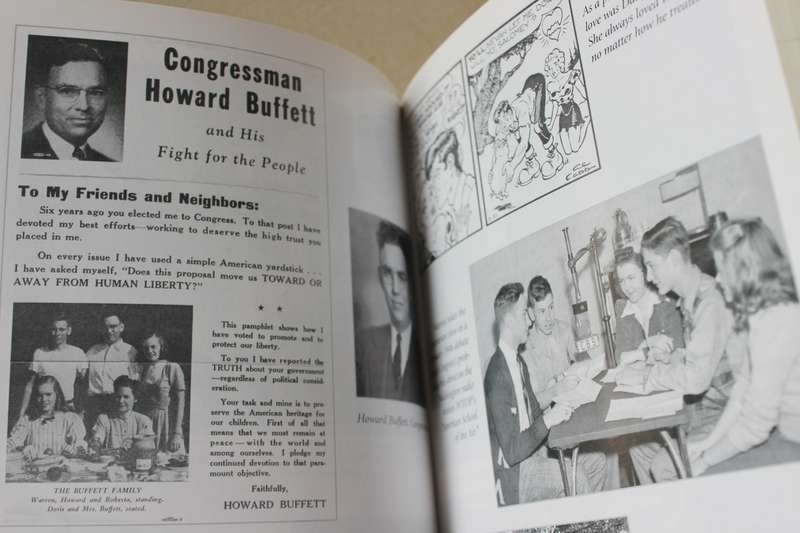 Congressman
Howard Buffett
and His
Fight for the People
To My Friends and Neighbors:
Six years ago you elected me to Congress. To that post I have
devoted my best efforts—working to deserve the high trust you
placed in me.
On every issue I have used a simple American yardstick . . .
I have asked myself, "Does this proposal move us TOWARD OR
AWAY FROM HUMAN LIBERTY?"
This pamphlet shows how I
have voted to promote and to
protect our liberty.
To you I have reported the
TRUTH about your government
—regardless of political consid-
eration.
Your task and mine is to pre-
serve the American heritage for
our children. First of all that
means that we must remain at
peace—with the world and
among ourselves. I pledge my
continued devotion to that para-
mount objective.
Faithfully,
HOWARD BUFFETT
THE BUFFETT FAMILY
Warren, Howard and Roberta, standing.
Doris and Mrs. Buffett, seated.
Howard Buffett
As a
love was
She always loved
no matter how he treated